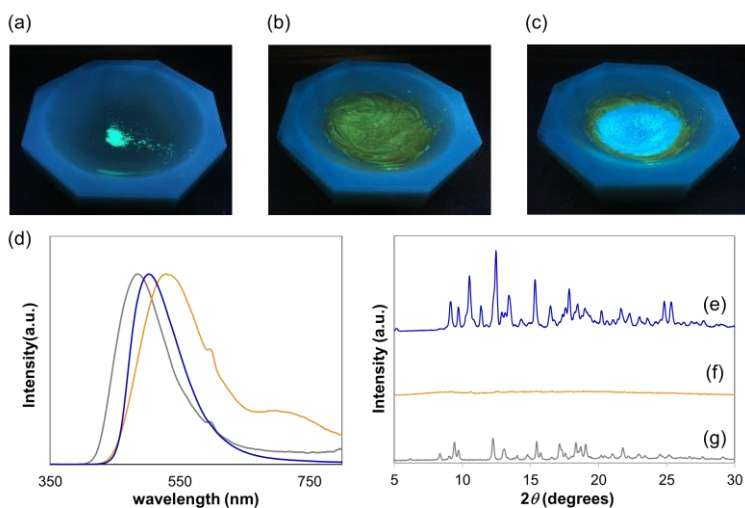 (a)
(b)
(c)
(d)
Intensity(a.u.)
350
550
750
wavelength (nm)
Intensity (a.u.)
(e)
(f)
(g)
5
10
15
20
25
30
2θ (degrees)